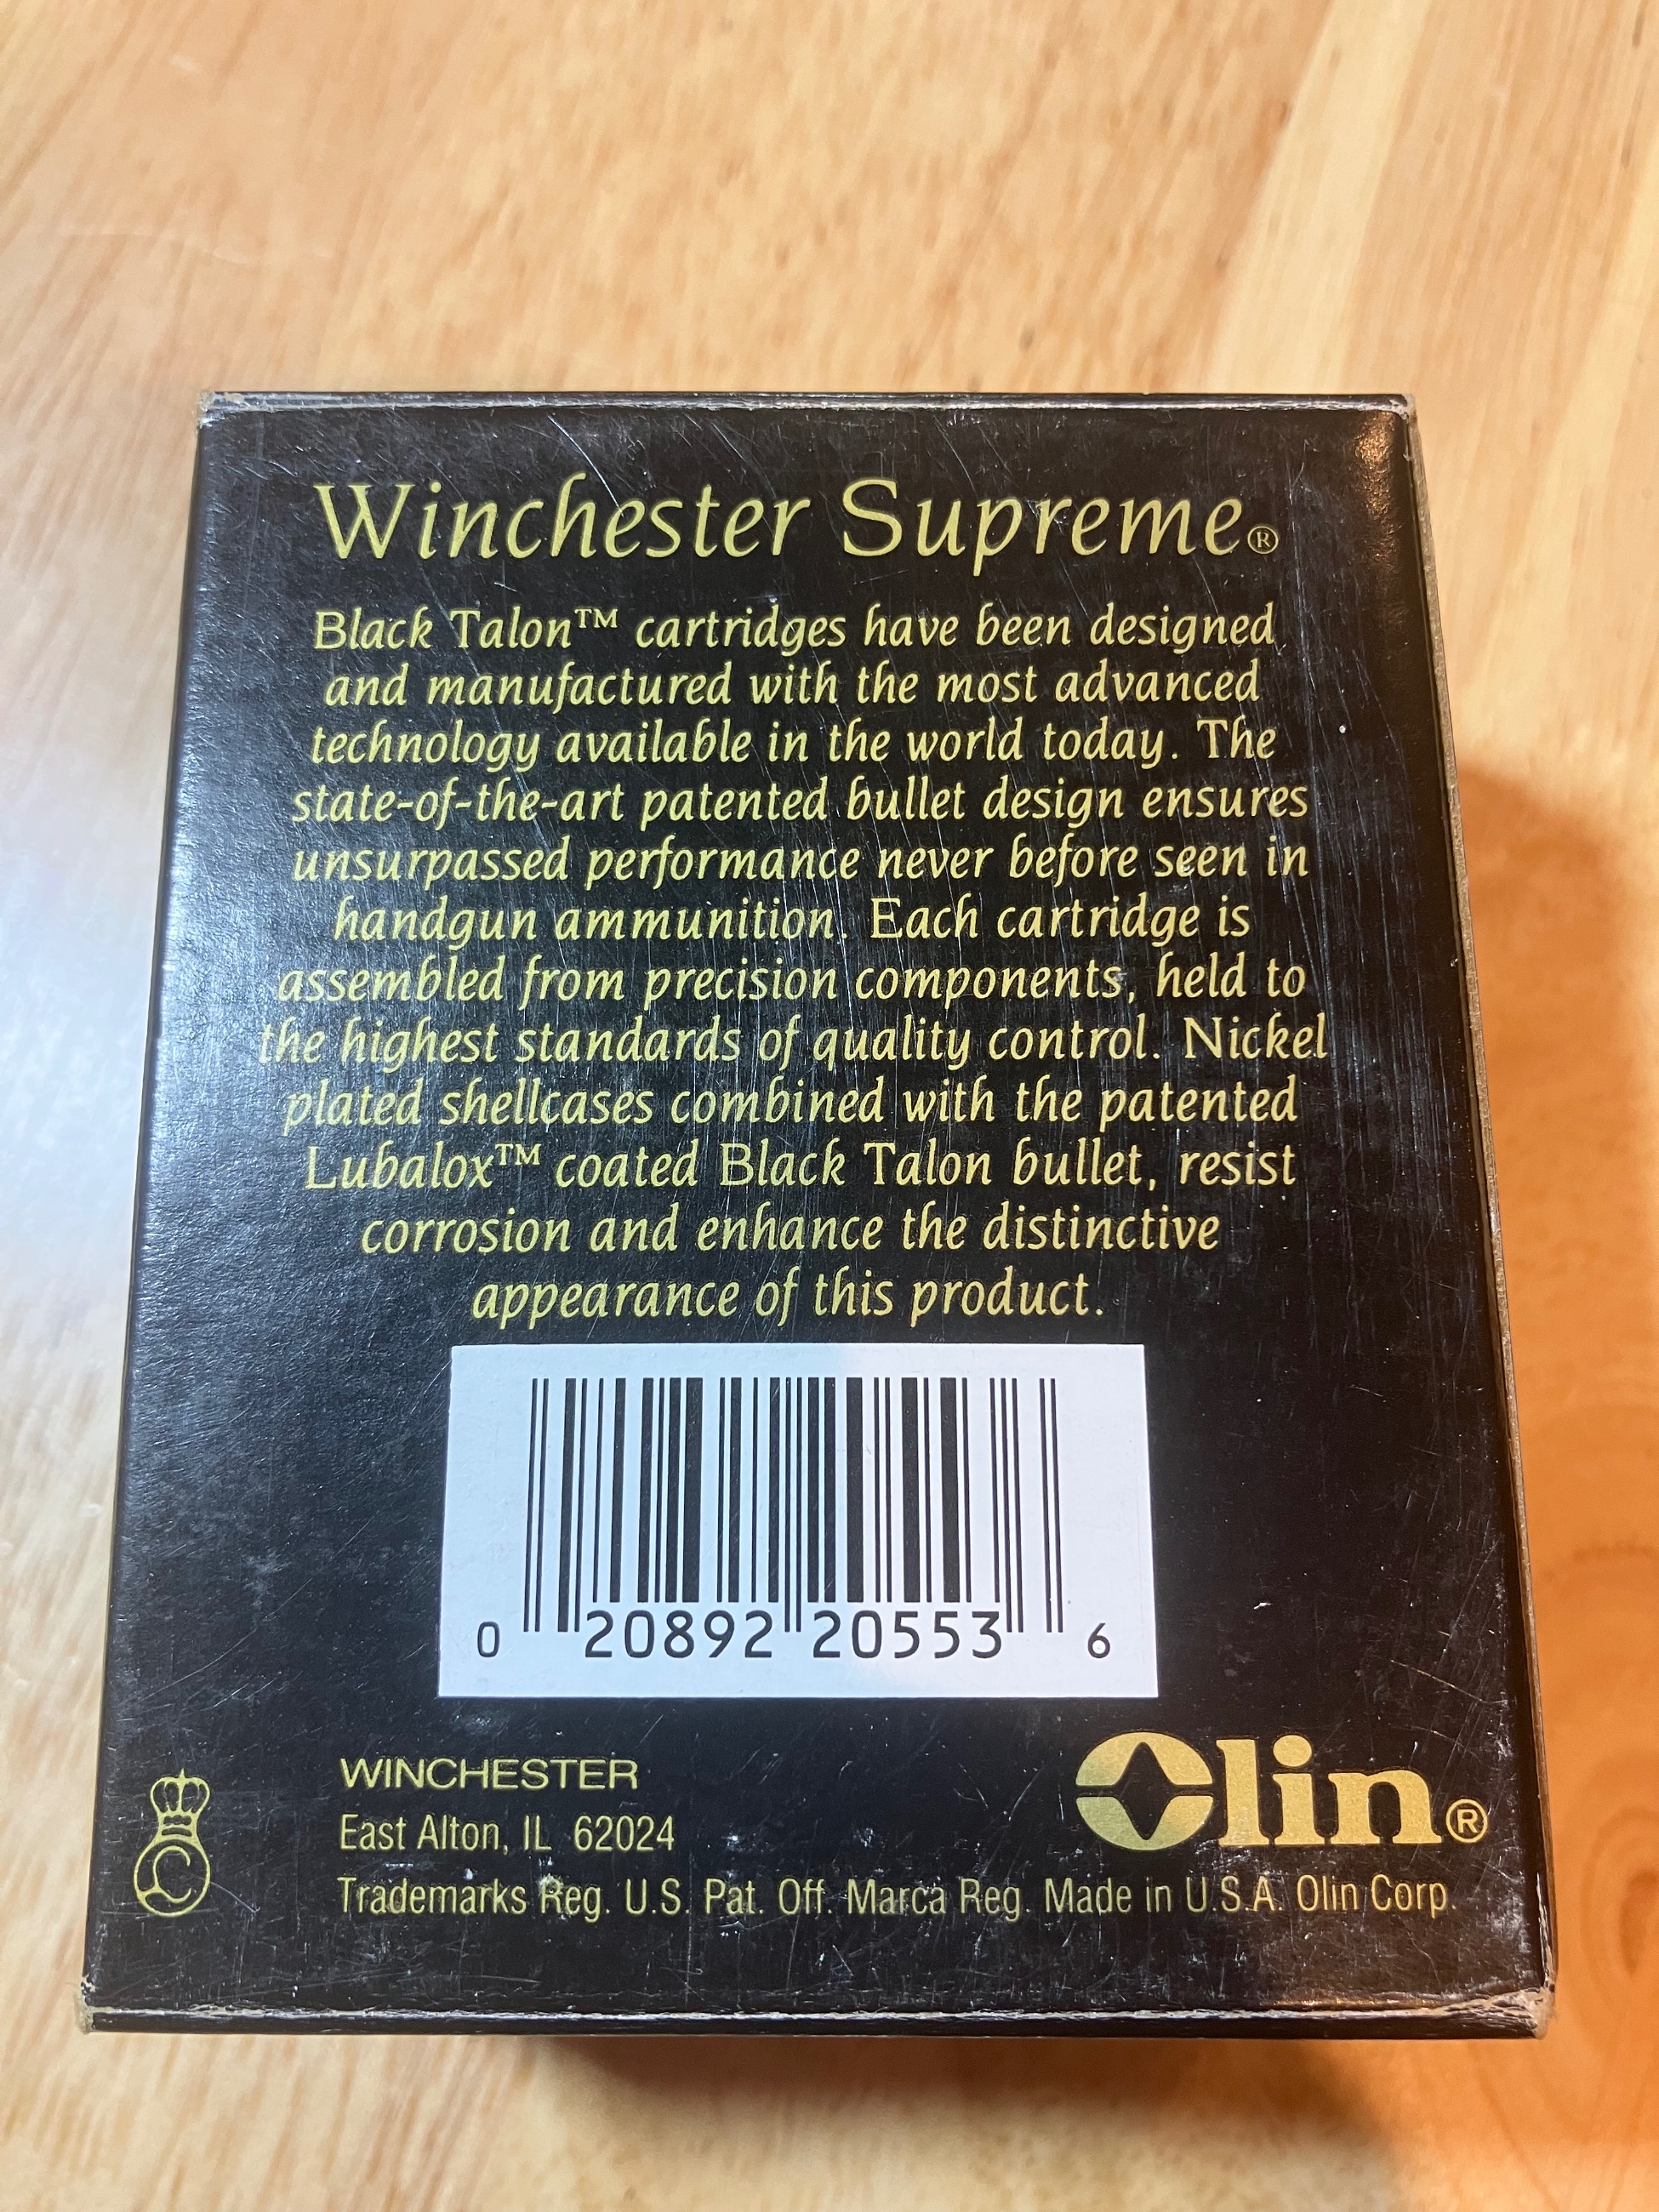 Winchester Supreme®
Black Talon™ cartridges have been designed
and manufactured with the most advanced
technology available in the world today. The
state-of-the-art patented bullet design ensures
unsurpassed performance never before seen in
handgun ammunition. Each cartridge is
assembled from precision components, held to
the highest standards of quality control. Nickel
plated shellcases combined with the patented
Lubalox™ coated Black Talon bullet, resist
corrosion and enhance the distinctive
appearance of this product.
0 20892 20553 6
WINCHESTER
East Alton, IL 62024
Olin®
Trademarks Reg. U.S. Pat. Off. Marca Reg. Made in U.S.A. Olin Corp.